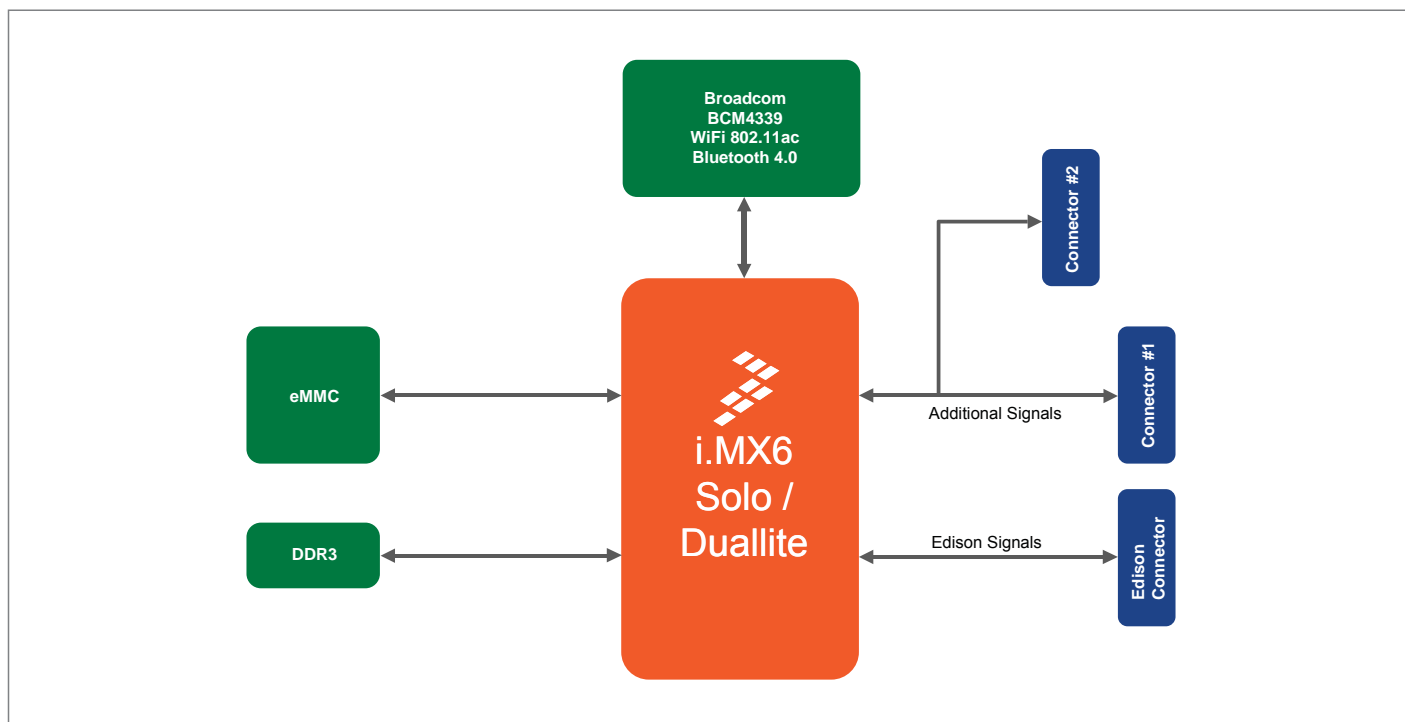 Broadcom
BCM4339
WiFi 802.11ac
Bluetooth 4.0
Connector #2
eMMC
i.MX6
Solo /
Duallite
Additional Signals
Connector #1
DDR3
Edison Signals
Edison
Connector